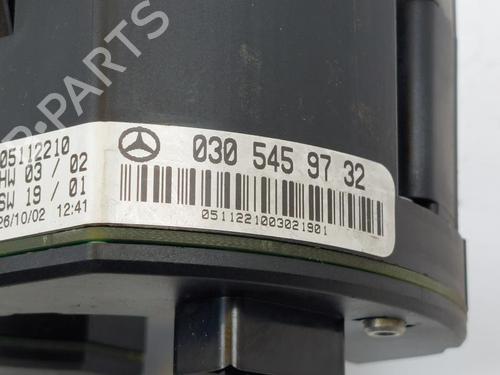 05112210
HW 03 / 02
SW 19 / 01
26/10/02 12:41
030 545 97 32
0511221003021901
B-PARTS